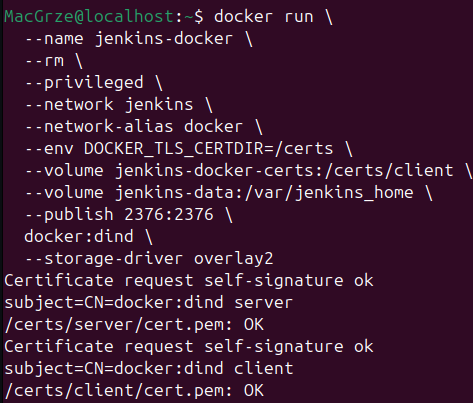 MacGrze@localhost:~$ docker run \
  --name jenkins-docker \
  --rm \
  --privileged \
  --network jenkins \
  --network-alias docker \
  --env DOCKER_TLS_CERTDIR=/certs \
  --volume jenkins-docker-certs:/certs/client \
  --volume jenkins-data:/var/jenkins_home \
  --publish 2376:2376 \
  docker:dind \
  --storage-driver overlay2
Certificate request self-signature ok
subject=CN=docker:dind server
/certs/server/cert.pem: OK
Certificate request self-signature ok
subject=CN=docker:dind client
/certs/client/cert.pem: OK